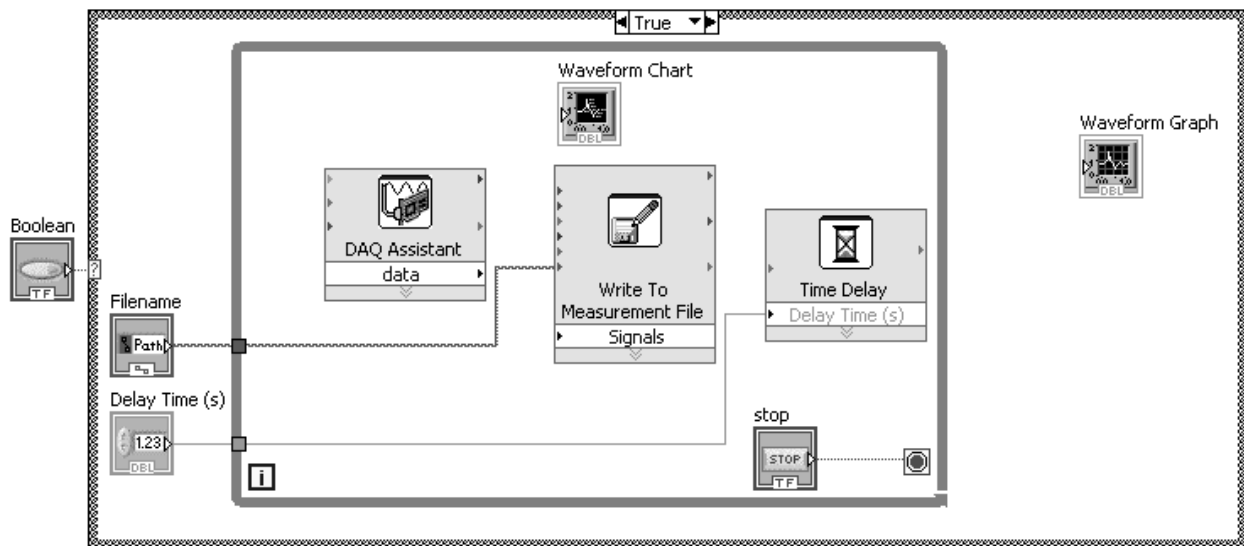 True
Waveform Chart
DBL
Waveform Graph
DBL
DAQ Assistant
data
Write To
Measurement File
Signals
Time Delay
Delay Time (s)
Boolean
TF
?
Filename
Path
Delay Time (s)
1.23
DBL
stop
STOP
TF
i